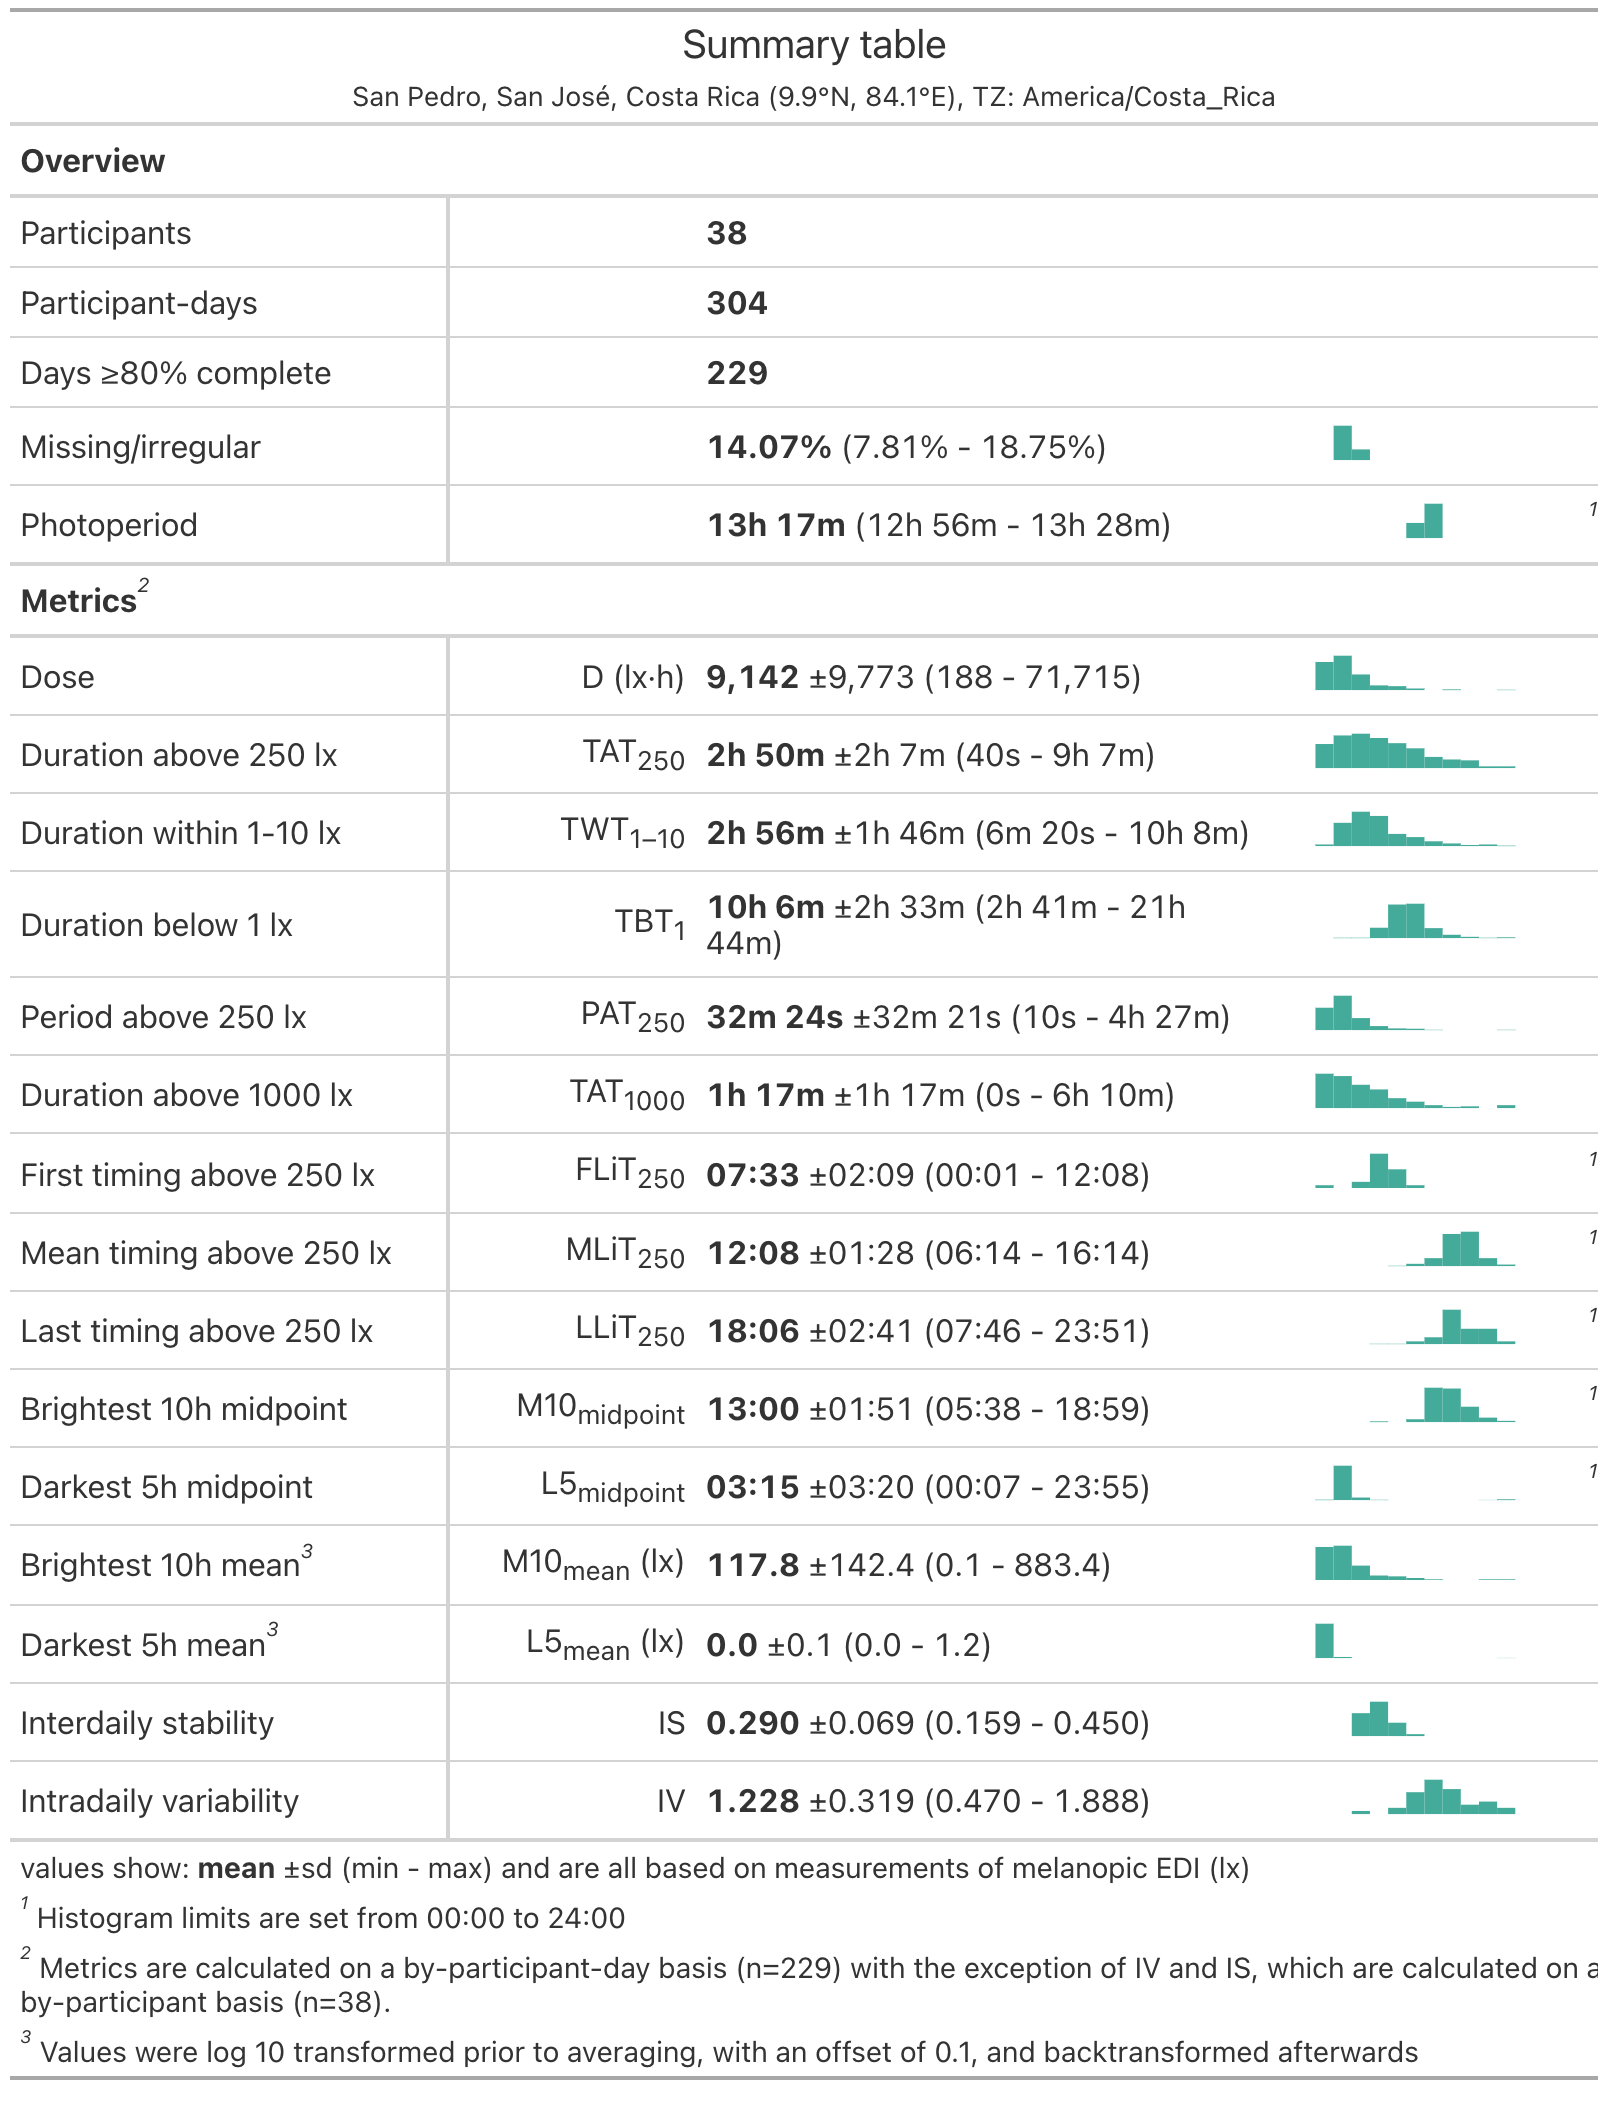 Summary table
San Pedro, San José, Costa Rica (9.9°N, 84.1°E), TZ: America/Costa_Rica
Overview
Participants 38
Participant-days 304
Days ≥80% complete 229
Missing/irregular 14.07% (7.81% - 18.75%)
Photoperiod 13h 17m (12h 56m - 13h 28m) 1
Metrics2
Dose D (lx·h) 9,142 ±9,773 (188 - 71,715)
Duration above 250 lx TAT250 2h 50m ±2h 7m (40s - 9h 7m)
Duration within 1-10 lx TWT1–10 2h 56m ±1h 46m (6m 20s - 10h 8m)
Duration below 1 lx TBT1 10h 6m ±2h 33m (2h 41m - 21h
44m)
Period above 250 lx PAT250 32m 24s ±32m 21s (10s - 4h 27m)
Duration above 1000 lx TAT1000 1h 17m ±1h 17m (0s - 6h 10m)
First timing above 250 lx FLiT250 07:33 ±02:09 (00:01 - 12:08) 1
Mean timing above 250 lx MLiT250 12:08 ±01:28 (06:14 - 16:14) 1
Last timing above 250 lx LLiT250 18:06 ±02:41 (07:46 - 23:51) 1
Brightest 10h midpoint M10midpoint 13:00 ±01:51 (05:38 - 18:59) 1
Darkest 5h midpoint L5midpoint 03:15 ±03:20 (00:07 - 23:55) 1
Brightest 10h mean3 M10mean (lx) 117.8 ±142.4 (0.1 - 883.4)
Darkest 5h mean3 L5mean (lx) 0.0 ±0.1 (0.0 - 1.2)
Interdaily stability IS 0.290 ±0.069 (0.159 - 0.450)
Intradaily variability IV 1.228 ±0.319 (0.470 - 1.888)
values show: mean ±sd (min - max) and are all based on measurements of melanopic EDI (lx)
1 Histogram limits are set from 00:00 to 24:00
2 Metrics are calculated on a by-participant-day basis (n=229) with the exception of IV and IS, which are calculated on a
by-participant basis (n=38).
3 Values were log 10 transformed prior to averaging, with an offset of 0.1, and backtransformed afterwards